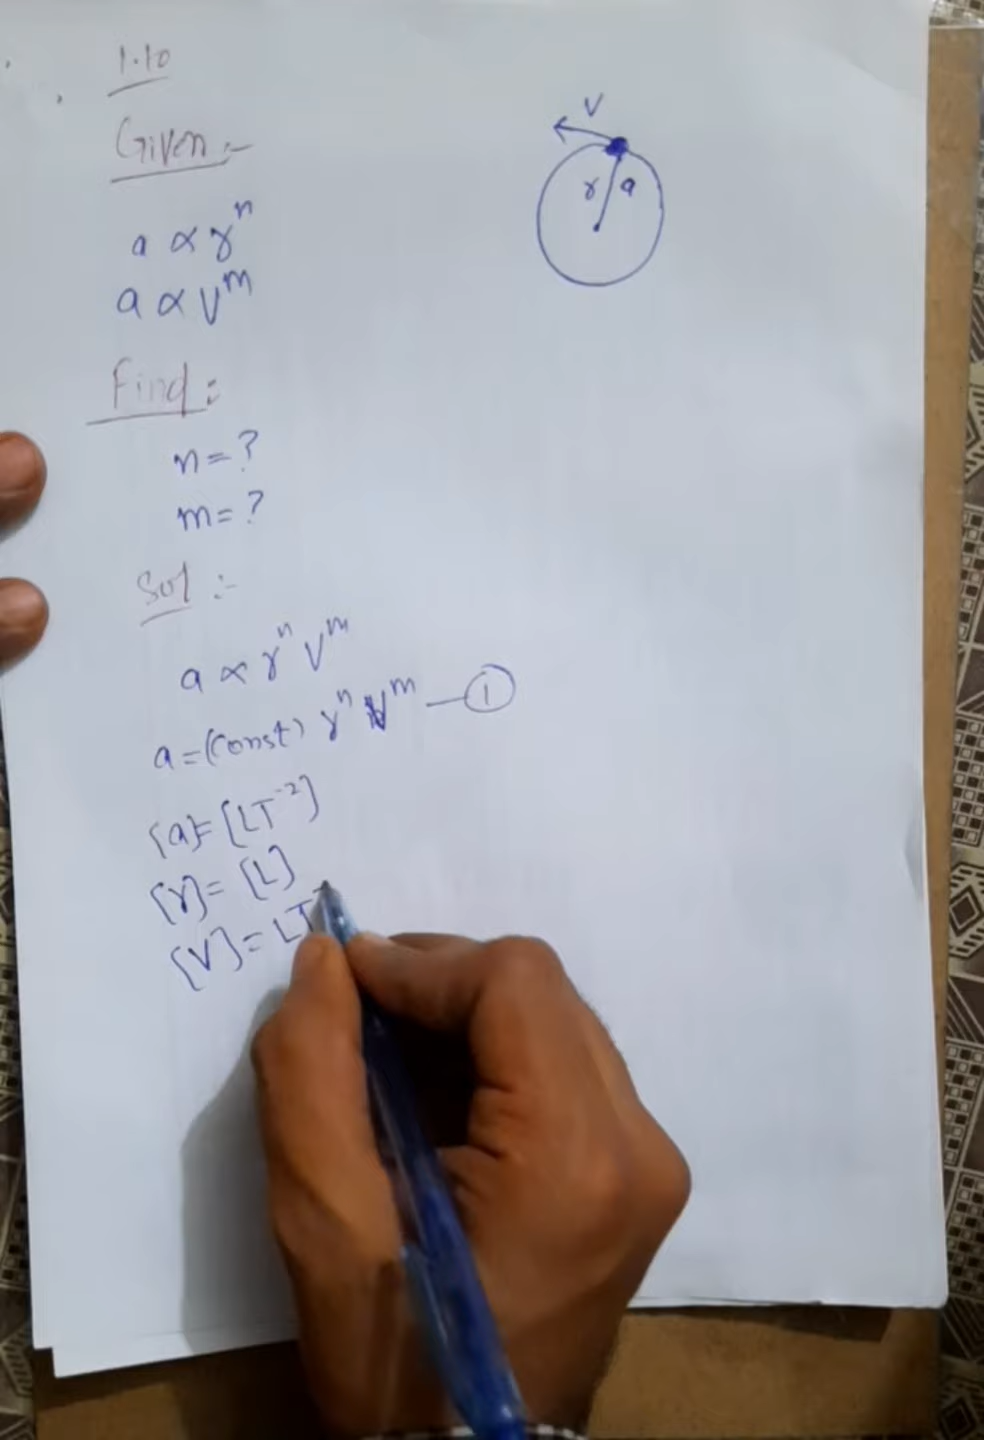 1.10
Given :-
V
r a
a ∝ r^n
a ∝ V^m
Find :
n = ?
m = ?
Sol :-
a ∝ r^n V^m
a = (Const) r^n V^m — ①
[a] = [LT^-2]
[r] = [L]
[V] = LT